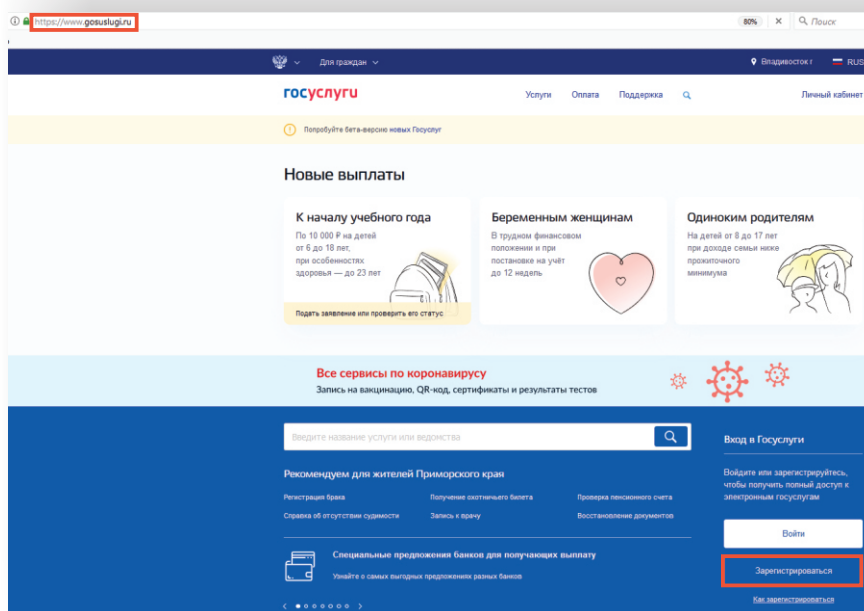 https://www.gosuslugi.ru
80%
Поиск
Для граждан
Владивосток г
RUS
госуслуги
Услуги Оплата Поддержка
Личный кабинет
Попробуйте бета-версию новых Госуслуг
Новые выплаты
К началу учебного года
По 10 000 ₽ на детей
от 6 до 18 лет,
при особенностях
здоровья — до 23 лет
Подать заявление или проверить его статус
Беременным женщинам
В трудном финансовом
положении и при
постановке на учёт
до 12 недель
Одиноким родителям
На детей от 8 до 17 лет
при доходе семьи ниже
прожиточного
минимума
Все сервисы по коронавирусу
Запись на вакцинацию, QR-код, сертификаты и результаты тестов
Введите название услуги или ведомства
Рекомендуем для жителей Приморского края
Регистрация брака
Получение охотничьего билета
Проверка пенсионного счета
Справка об отсутствии судимости
Запись к врачу
Восстановление документов
Специальные предложения банков для получающих выплату
Узнайте о самых выгодных предложениях разных банков
Вход в Госуслуги
Войдите или зарегистрируйтесь,
чтобы получить полный доступ к
электронным госуслугам
Войти
Зарегистрироваться
Как зарегистрироваться